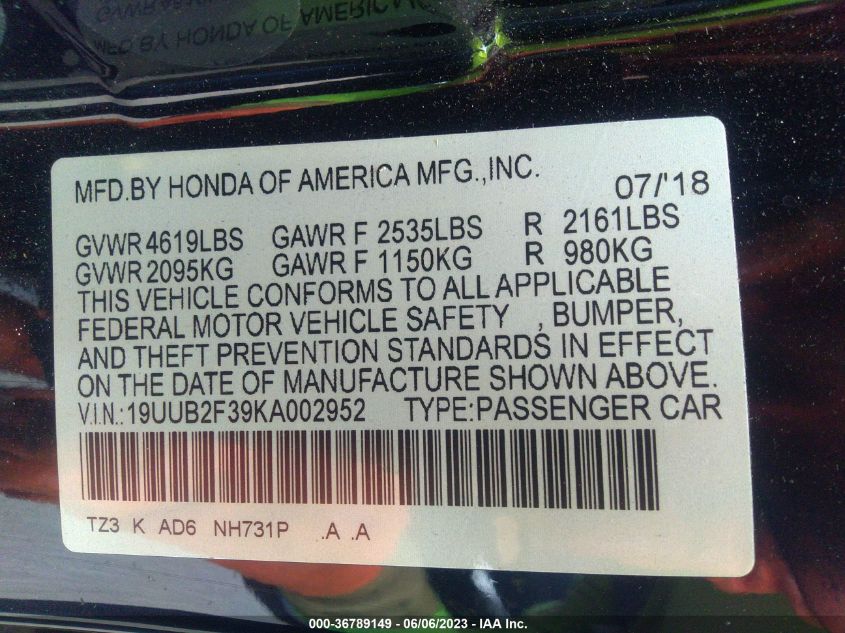 MFD.BY HONDA OF AMERICA MFG.,INC. 07/'18
GVWR 4619LBS GAWR F 2535LBS R 2161LBS
GVWR 2095KG GAWR F 1150KG R 980KG
THIS VEHICLE CONFORMS TO ALL APPLICABLE
FEDERAL MOTOR VEHICLE SAFETY , BUMPER,
AND THEFT PREVENTION STANDARDS IN EFFECT
ON THE DATE OF MANUFACTURE SHOWN ABOVE.
V.I.N.:19UUB2F39KA002952 TYPE:PASSENGER CAR
TZ3 K AD6 NH731P .A .A
000-36789149 - 06/06/2023 - IAA Inc.